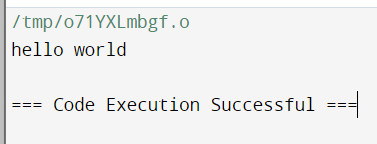 /tmp/o71YXLmbgf.o
hello world
=== Code Execution Successful ===